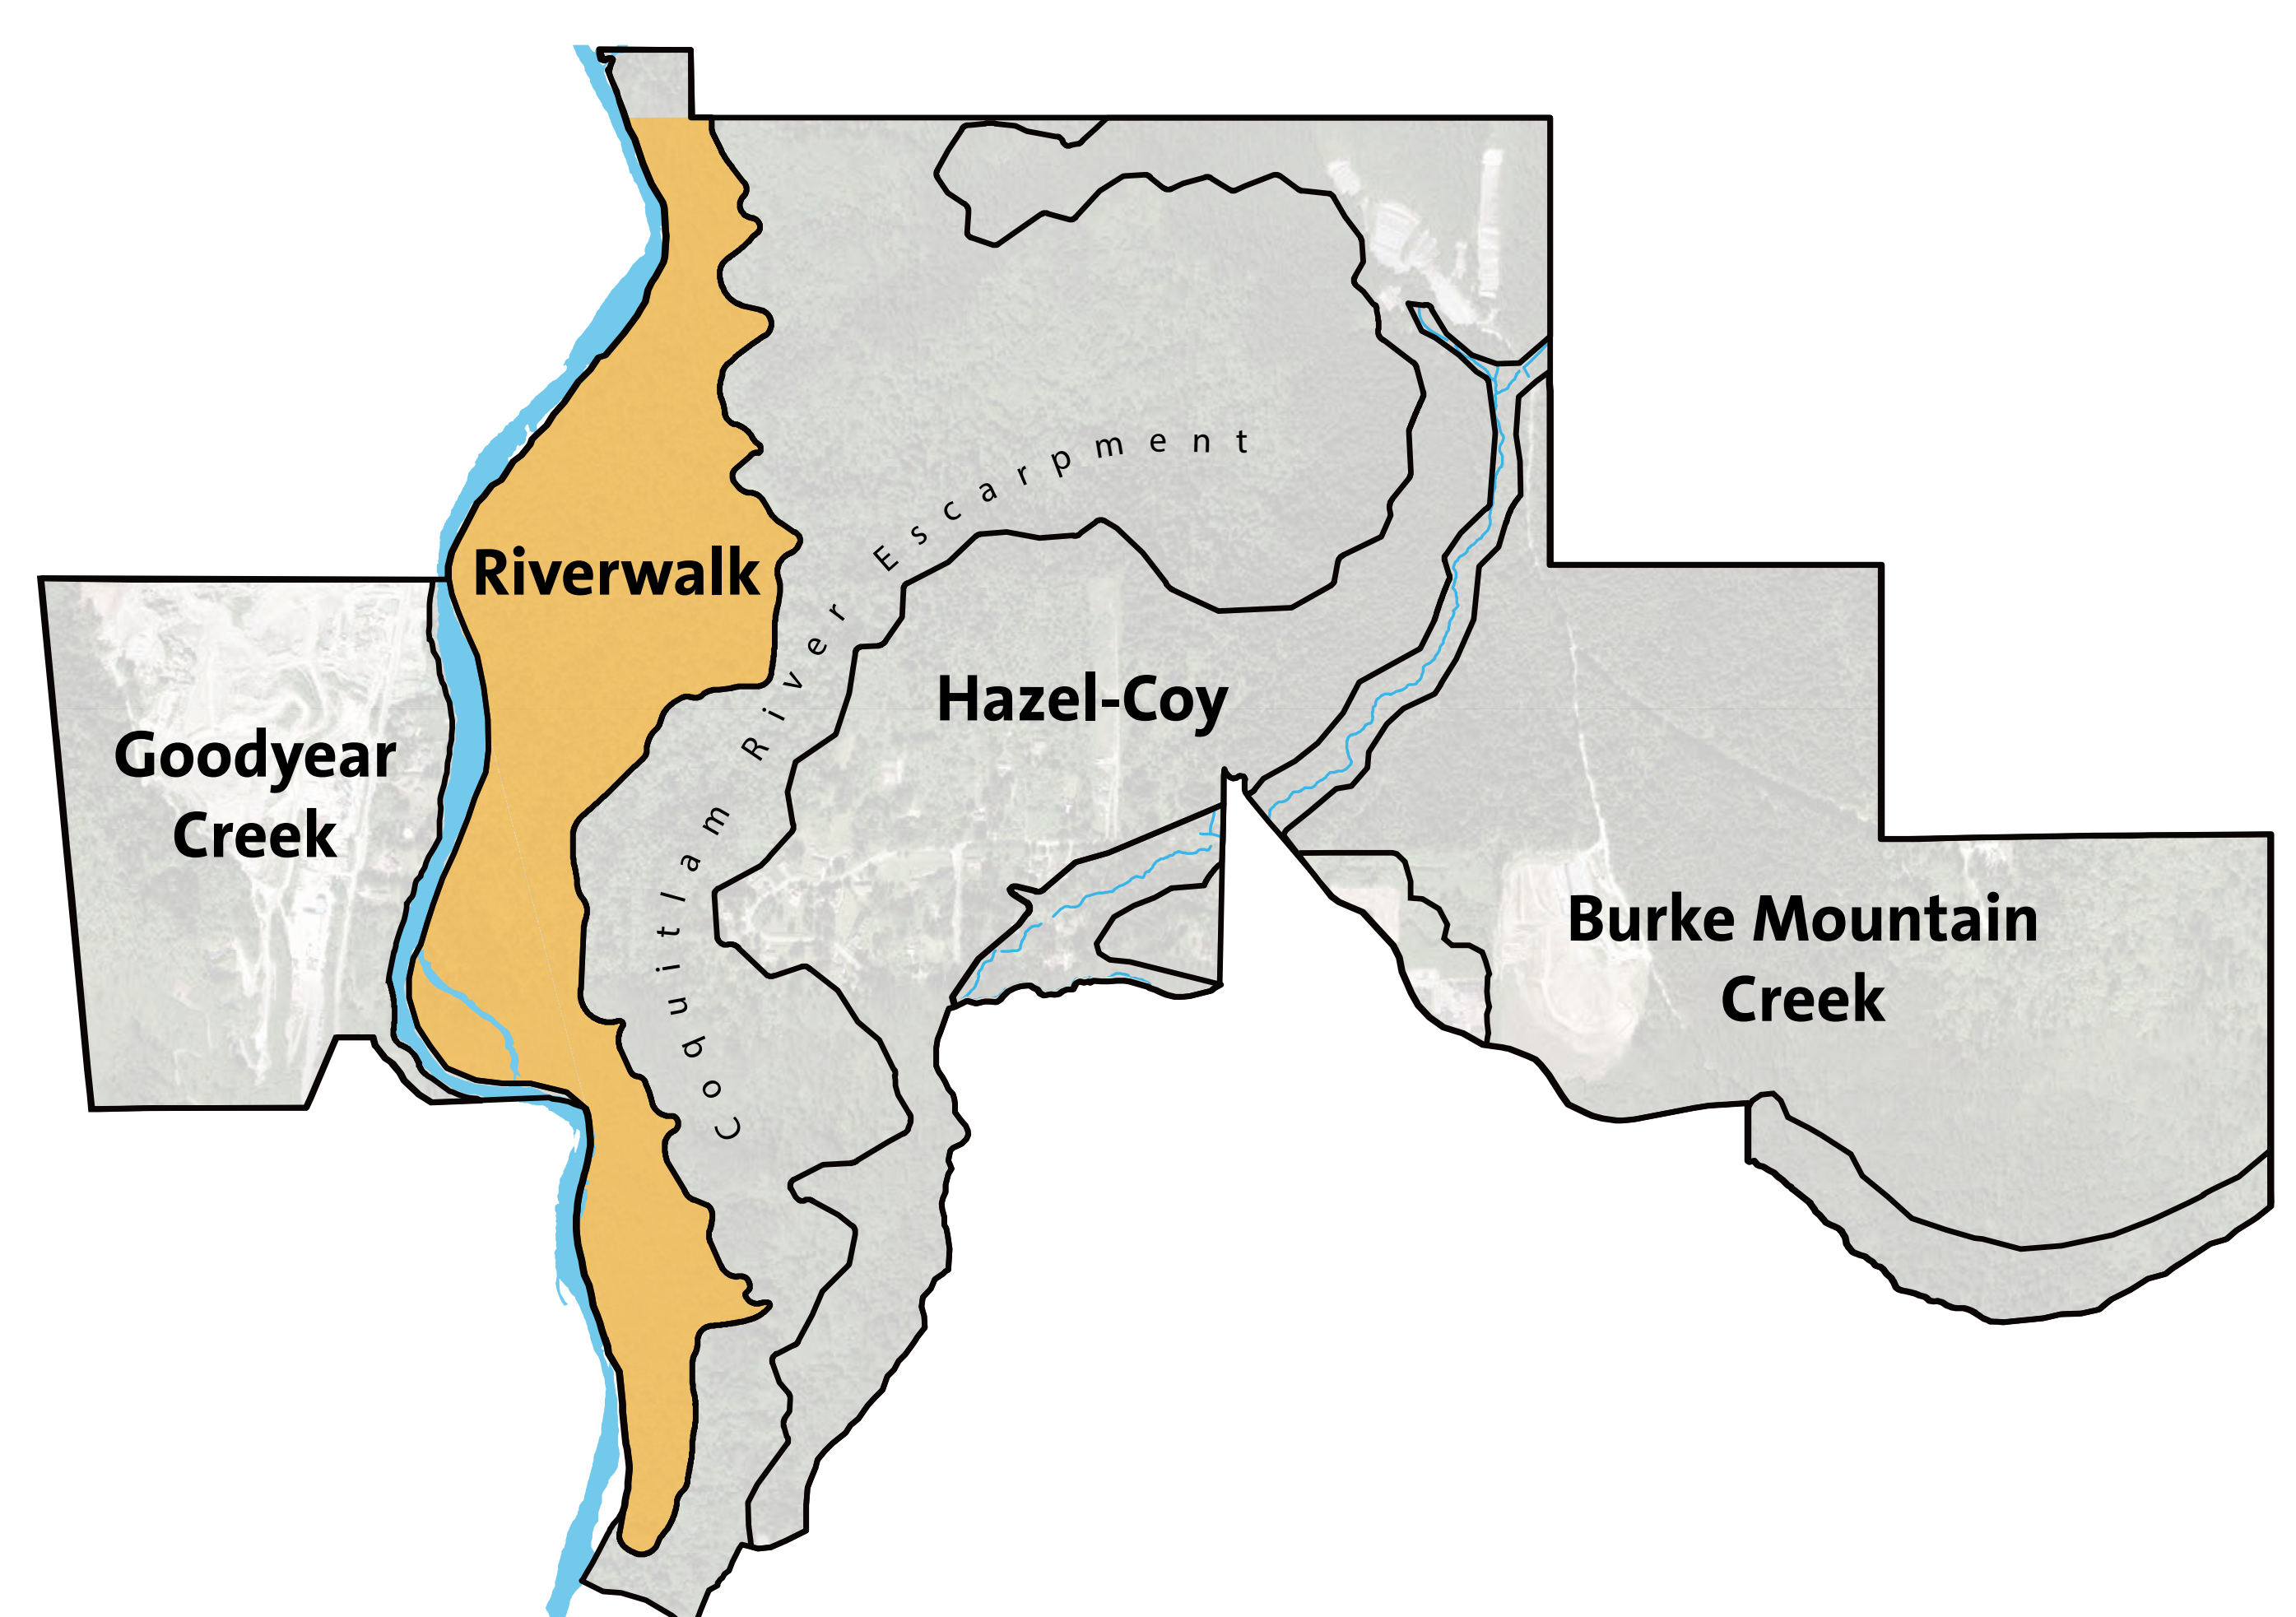 Riverwalk
Goodyear
Creek
Coquitlam River Escarpment
Hazel-Coy
Burke Mountain
Creek